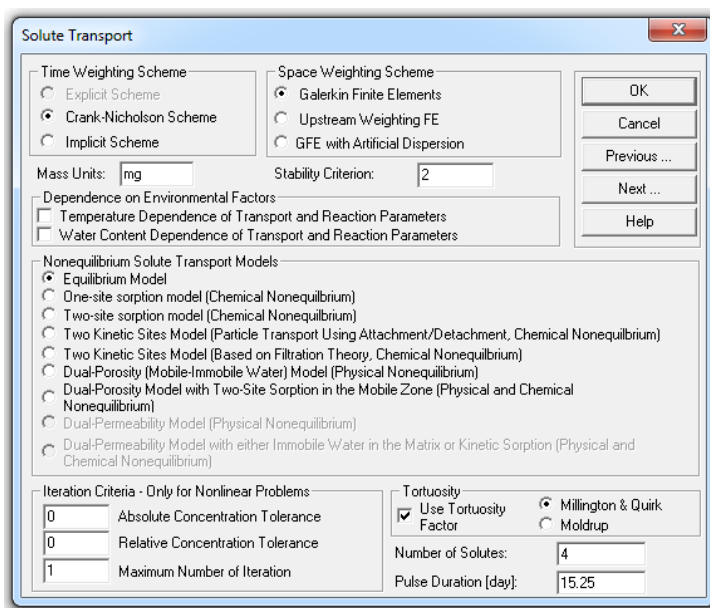 Solute Transport
Time Weighting Scheme
Explicit Scheme
Crank-Nicholson Scheme
Implicit Scheme
Space Weighting Scheme
Galerkin Finite Elements
Upstream Weighting FE
GFE with Artificial Dispersion
OK
Cancel
Previous ...
Next ...
Help
Mass Units: mg
Stability Criterion: 2
Dependence on Environmental Factors
Temperature Dependence of Transport and Reaction Parameters
Water Content Dependence of Transport and Reaction Parameters
Nonequilibrium Solute Transport Models
Equilibrium Model
One-site sorption model (Chemical Nonequilbrium)
Two-site sorption model (Chemical Nonequilbrium)
Two Kinetic Sites Model (Particle Transport Using Attachment/Detachment, Chemical Nonequilbrium)
Two Kinetic Sites Model (Based on Filtration Theory, Chemical Nonequilbrium)
Dual-Porosity (Mobile-Immobile Water) Model (Physical Nonequilibrium)
Dual-Porosity Model with Two-Site Sorption in the Mobile Zone (Physical and Chemical
Nonequilibrium)
Dual-Permeability Model (Physical Nonequilibrium)
Dual-Permeability Model with either Immobile Water in the Matrix or Kinetic Sorption (Physical and
Chemical Nonequilibrium)
Iteration Criteria - Only for Nonlinear Problems
0 Absolute Concentration Tolerance
0 Relative Concentration Tolerance
1 Maximum Number of Iteration
Tortuosity
Use Tortuosity
Factor
Millington & Quirk
Moldrup
Number of Solutes: 4
Pulse Duration [day]: 15.25